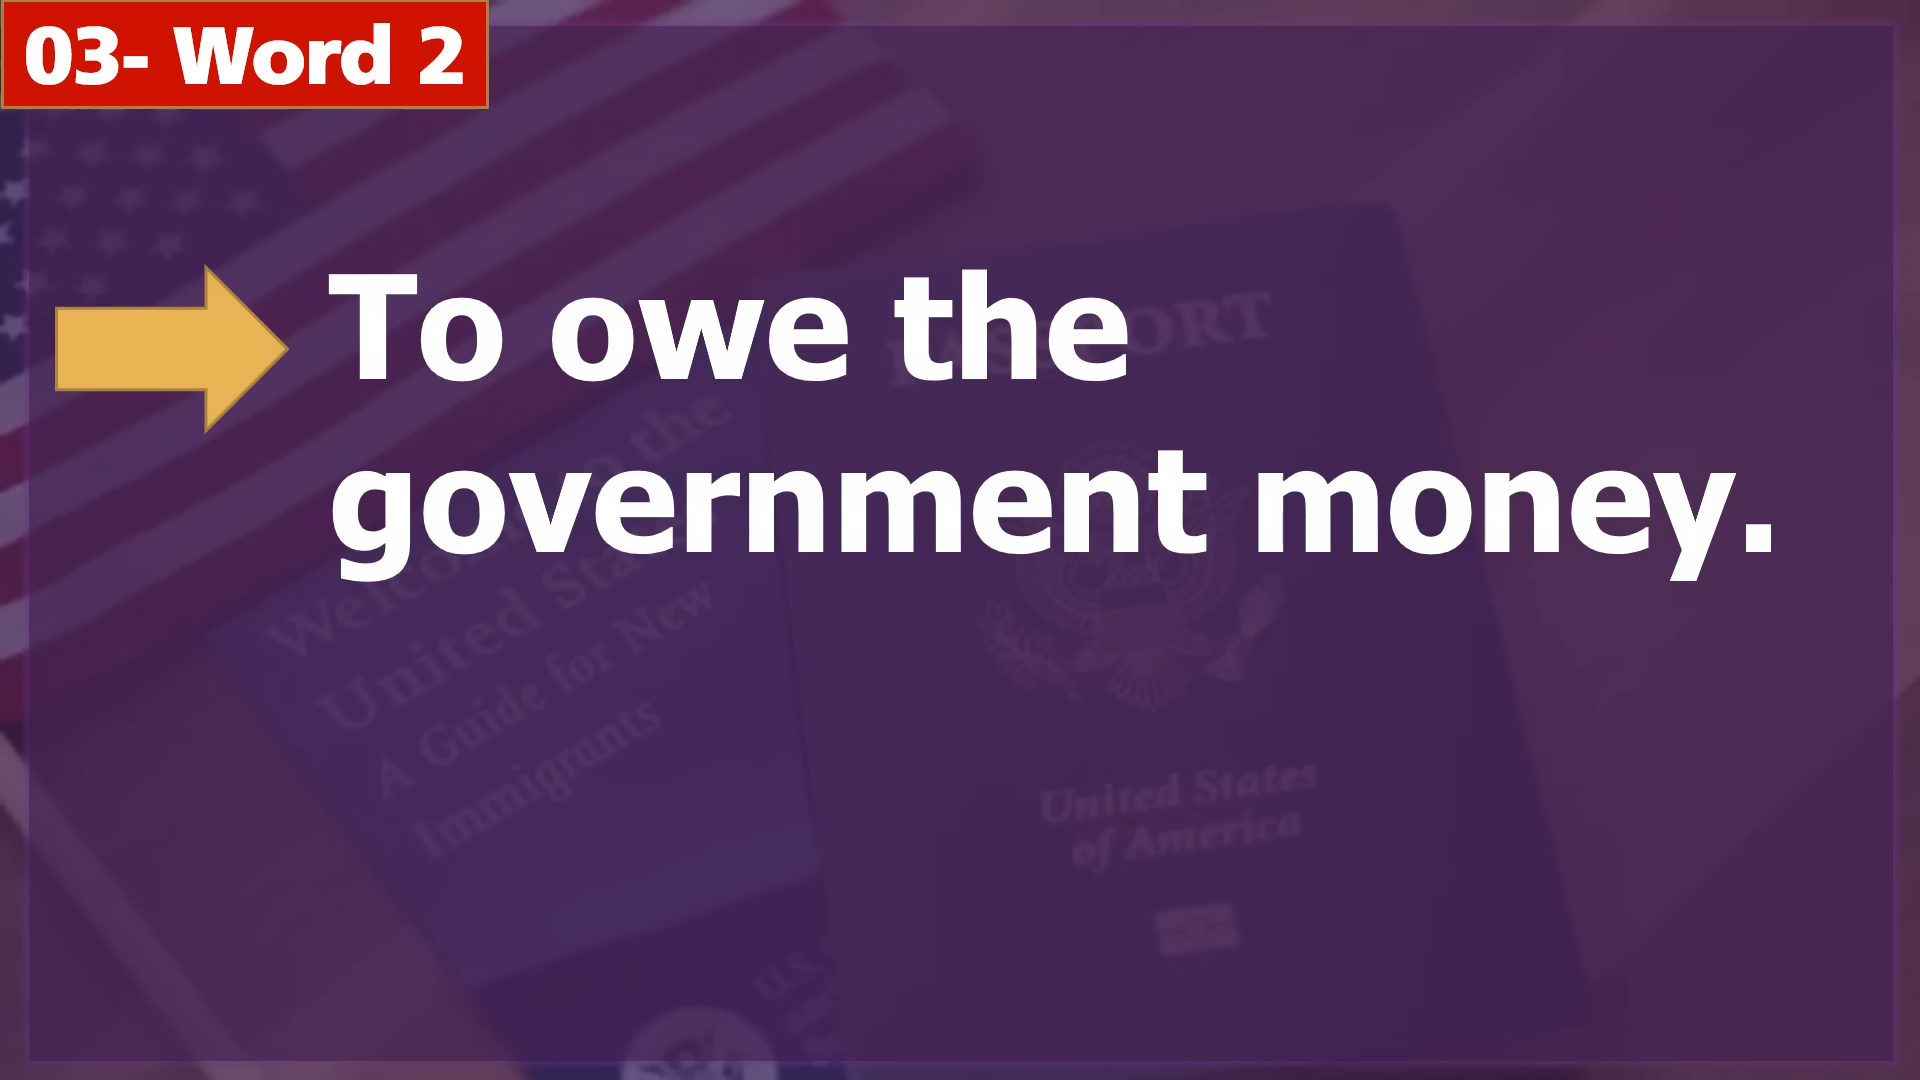 03- Word 2
To owe the
government money.
PASSPORT
Welcome to the
United States
A Guide for New
Immigrants
United States
of America
U.S.